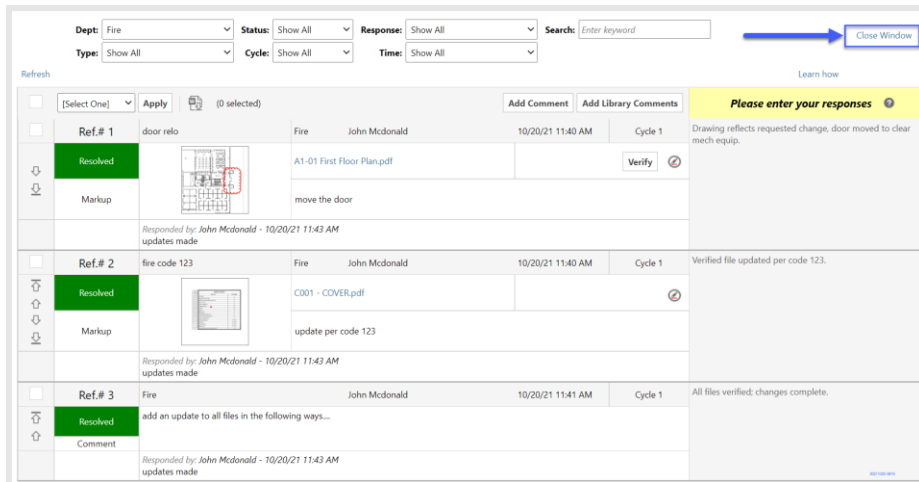 Dept: Fire Status: Show All Response: Show All Search: Enter keyword
Close Window
Type: Show All Cycle: Show All Time: Show All
Refresh Learn how
[Select One] Apply (0 selected) Add Comment Add Library Comments Please enter your responses ?
Ref.# 1 door relo Fire John Mcdonald 10/20/21 11:40 AM Cycle 1 Drawing reflects requested change, door moved to clear
mech equip.
Resolved A1-01 First Floor Plan.pdf Verify
Markup move the door
Responded by: John Mcdonald - 10/20/21 11:43 AM
updates made
Ref.# 2 fire code 123 Fire John Mcdonald 10/20/21 11:40 AM Cycle 1 Verified file updated per code 123.
Resolved C001 - COVER.pdf
Markup update per code 123
Responded by: John Mcdonald - 10/20/21 11:43 AM
updates made
Ref.# 3 Fire John Mcdonald 10/20/21 11:41 AM Cycle 1 All files verified; changes complete.
Resolved add an update to all files in the following ways....
Comment
Responded by: John Mcdonald - 10/20/21 11:43 AM
updates made